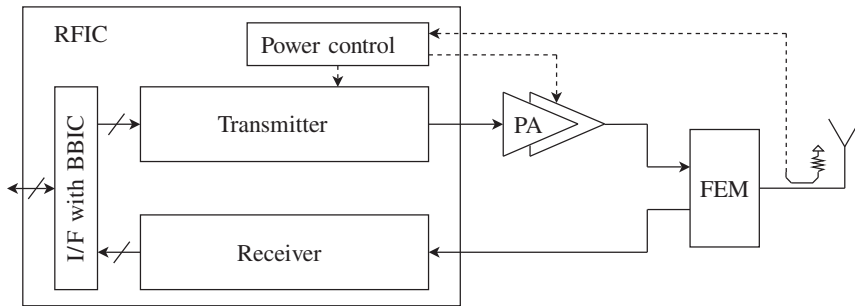 RFIC
Power control
Transmitter
PA
I/F with BBIC
FEM
Receiver